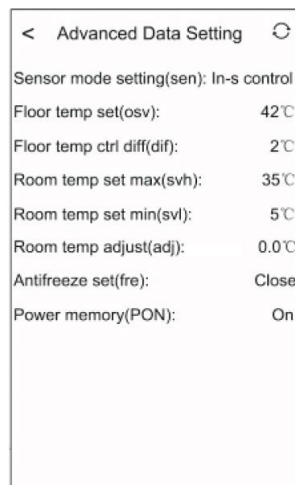 < Advanced Data Setting
Sensor mode setting(sen): In-s control
Floor temp set(osv): 42℃
Floor temp ctrl diff(dif): 2℃
Room temp set max(svh): 35℃
Room temp set min(svl): 5℃
Room temp adjust(adj): 0.0℃
Antifreeze set(fre): Close
Power memory(PON): On